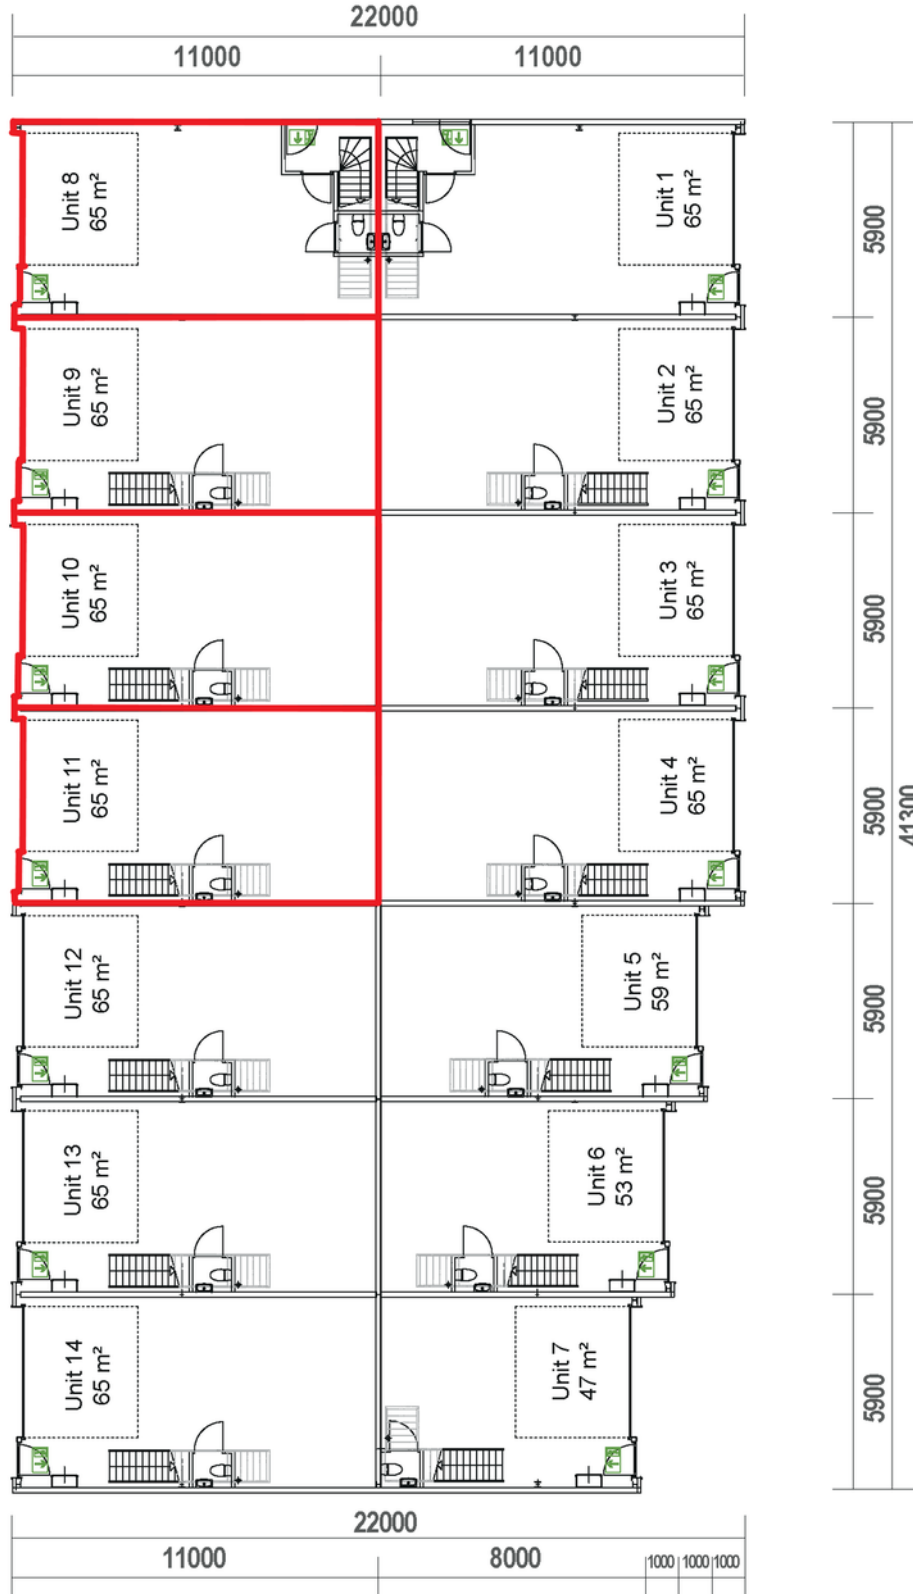 22000
11000
11000
Unit 8
65 m²
Unit 1
65 m²
5900
Unit 9
65 m²
Unit 2
65 m²
5900
Unit 10
65 m²
Unit 3
65 m²
5900
Unit 11
65 m²
Unit 4
65 m²
5900
41300
Unit 12
65 m²
Unit 5
59 m²
5900
Unit 13
65 m²
Unit 6
53 m²
5900
Unit 14
65 m²
Unit 7
47 m²
5900
22000
11000
8000
1000
1000
1000